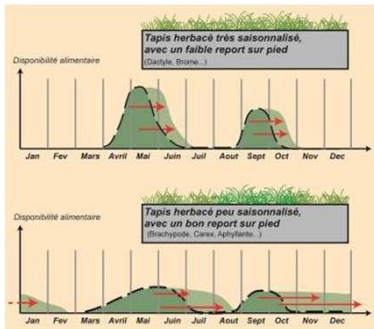 Tapis herbacé très saisonnalisé,
avec un faible report sur pied
(Dactyle, Brome...)
Disponibilité alimentaire
Jan Fev Mars Avril Mai Juin Juil Aout Sept Oct Nov Dec
Disponibilité alimentaire
Tapis herbacé peu saisonnalisé,
avec un bon report sur pied
(Brachypode, Carex, Aphyllante...)
Jan Fev Mars Avril Mai Juin Juil Aout Sept Oct Nov Dec